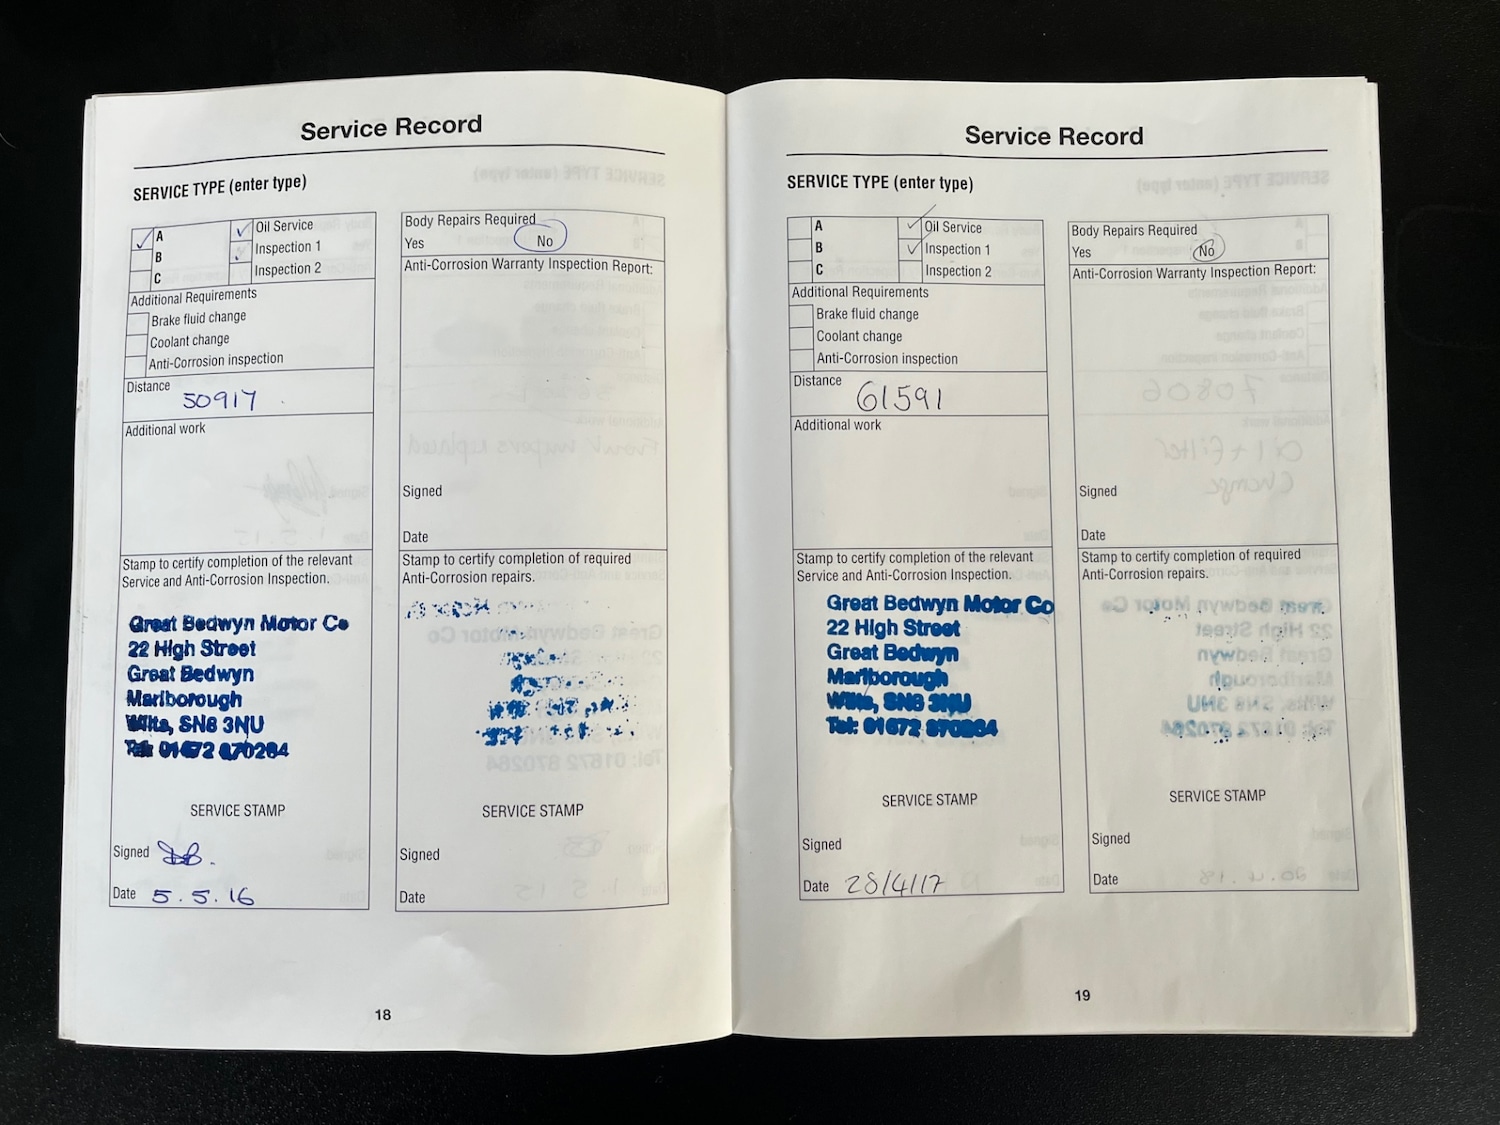 Service Record
SERVICE TYPE (enter type)
A
B
C
Oil Service
Inspection 1
Inspection 2
Additional Requirements
Brake fluid change
Coolant change
Anti-Corrosion inspection
Distance
50917
Additional work
Stamp to certify completion of the relevant
Service and Anti-Corrosion Inspection.
Great Bedwyn Motor Co
22 High Street
Great Bedwyn
Marlborough
Wilts, SN8 3NU
Tel: 01672 870264
SERVICE STAMP
Signed
Date 5.5.16
Body Repairs Required
Yes No
Anti-Corrosion Warranty Inspection Report:
Signed
Date
Stamp to certify completion of required
Anti-Corrosion repairs.
SERVICE STAMP
Signed
Date
18
Service Record
SERVICE TYPE (enter type)
A
B
C
Oil Service
Inspection 1
Inspection 2
Additional Requirements
Brake fluid change
Coolant change
Anti-Corrosion inspection
Distance
61591
Additional work
Stamp to certify completion of the relevant
Service and Anti-Corrosion Inspection.
Great Bedwyn Motor Co
22 High Street
Great Bedwyn
Marlborough
Wilts, SN8 3NU
Tel: 01672 870264
SERVICE STAMP
Signed
Date 28/4/17
Body Repairs Required
Yes No
Anti-Corrosion Warranty Inspection Report:
Signed
Date
Stamp to certify completion of required
Anti-Corrosion repairs.
SERVICE STAMP
Signed
Date
19